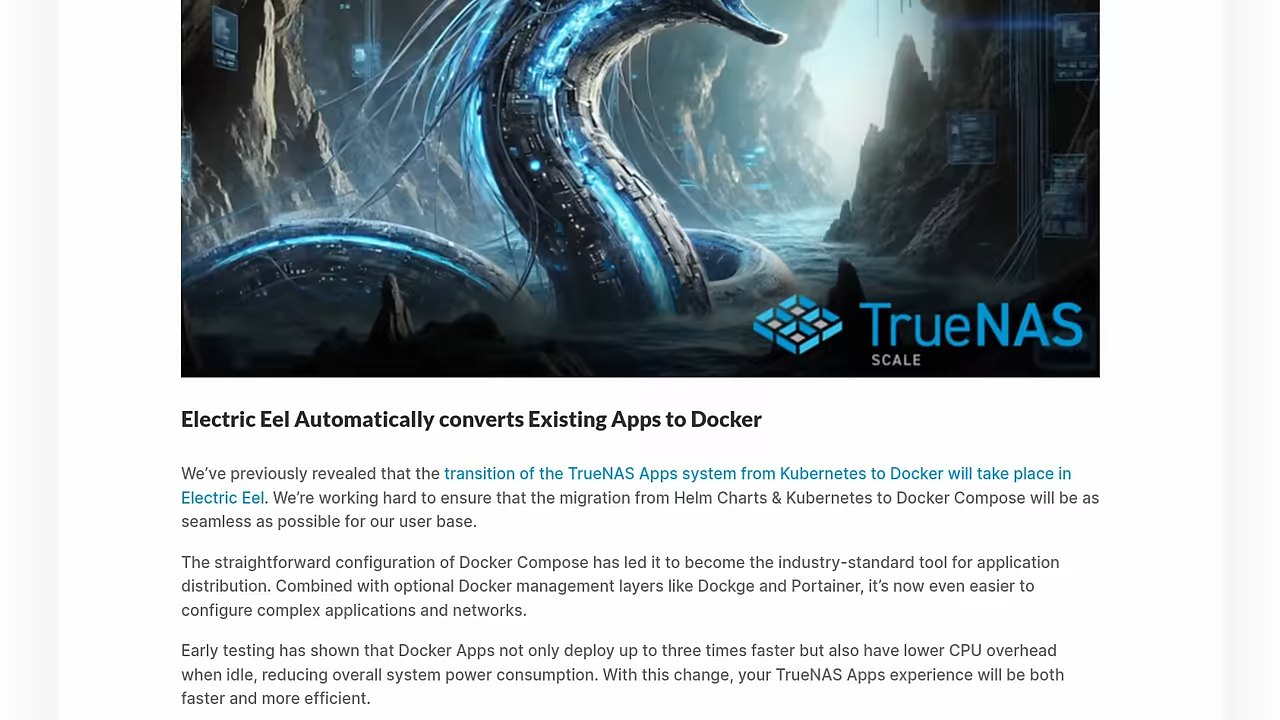 TrueNAS
SCALE
Electric Eel Automatically converts Existing Apps to Docker
We’ve previously revealed that the transition of the TrueNAS Apps system from Kubernetes to Docker will take place in
Electric Eel. We’re working hard to ensure that the migration from Helm Charts & Kubernetes to Docker Compose will be as
seamless as possible for our user base.
The straightforward configuration of Docker Compose has led it to become the industry-standard tool for application
distribution. Combined with optional Docker management layers like Dockge and Portainer, it’s now even easier to
configure complex applications and networks.
Early testing has shown that Docker Apps not only deploy up to three times faster but also have lower CPU overhead
when idle, reducing overall system power consumption. With this change, your TrueNAS Apps experience will be both
faster and more efficient.